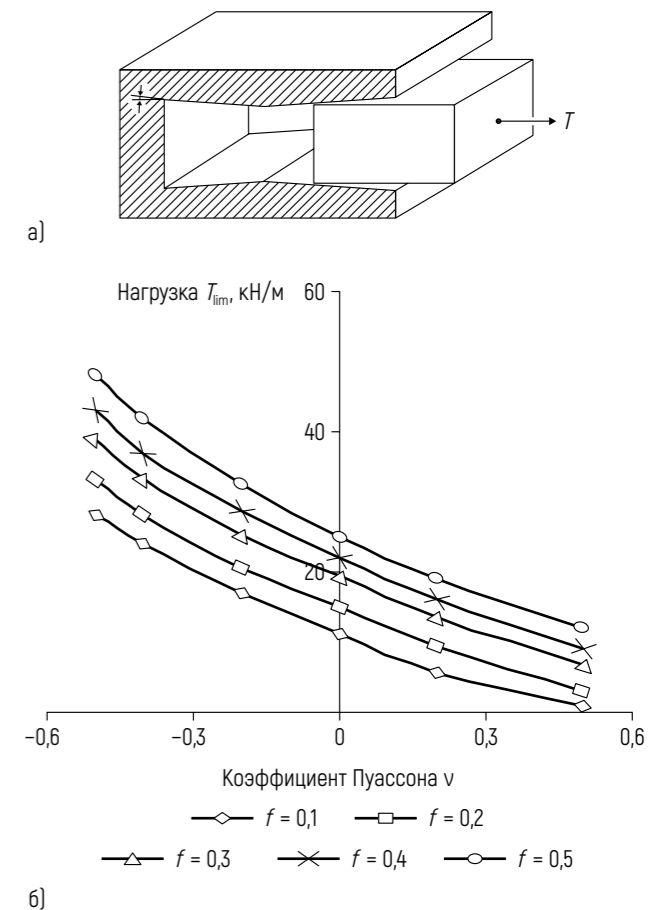 T
а)
Нагрузка Tlim, кН/м 60
40
20
–0,6 –0,3 0 0,3 0,6
Коэффициент Пуассона ν
f = 0,1 f = 0,2
f = 0,3 f = 0,4 f = 0,5
б)